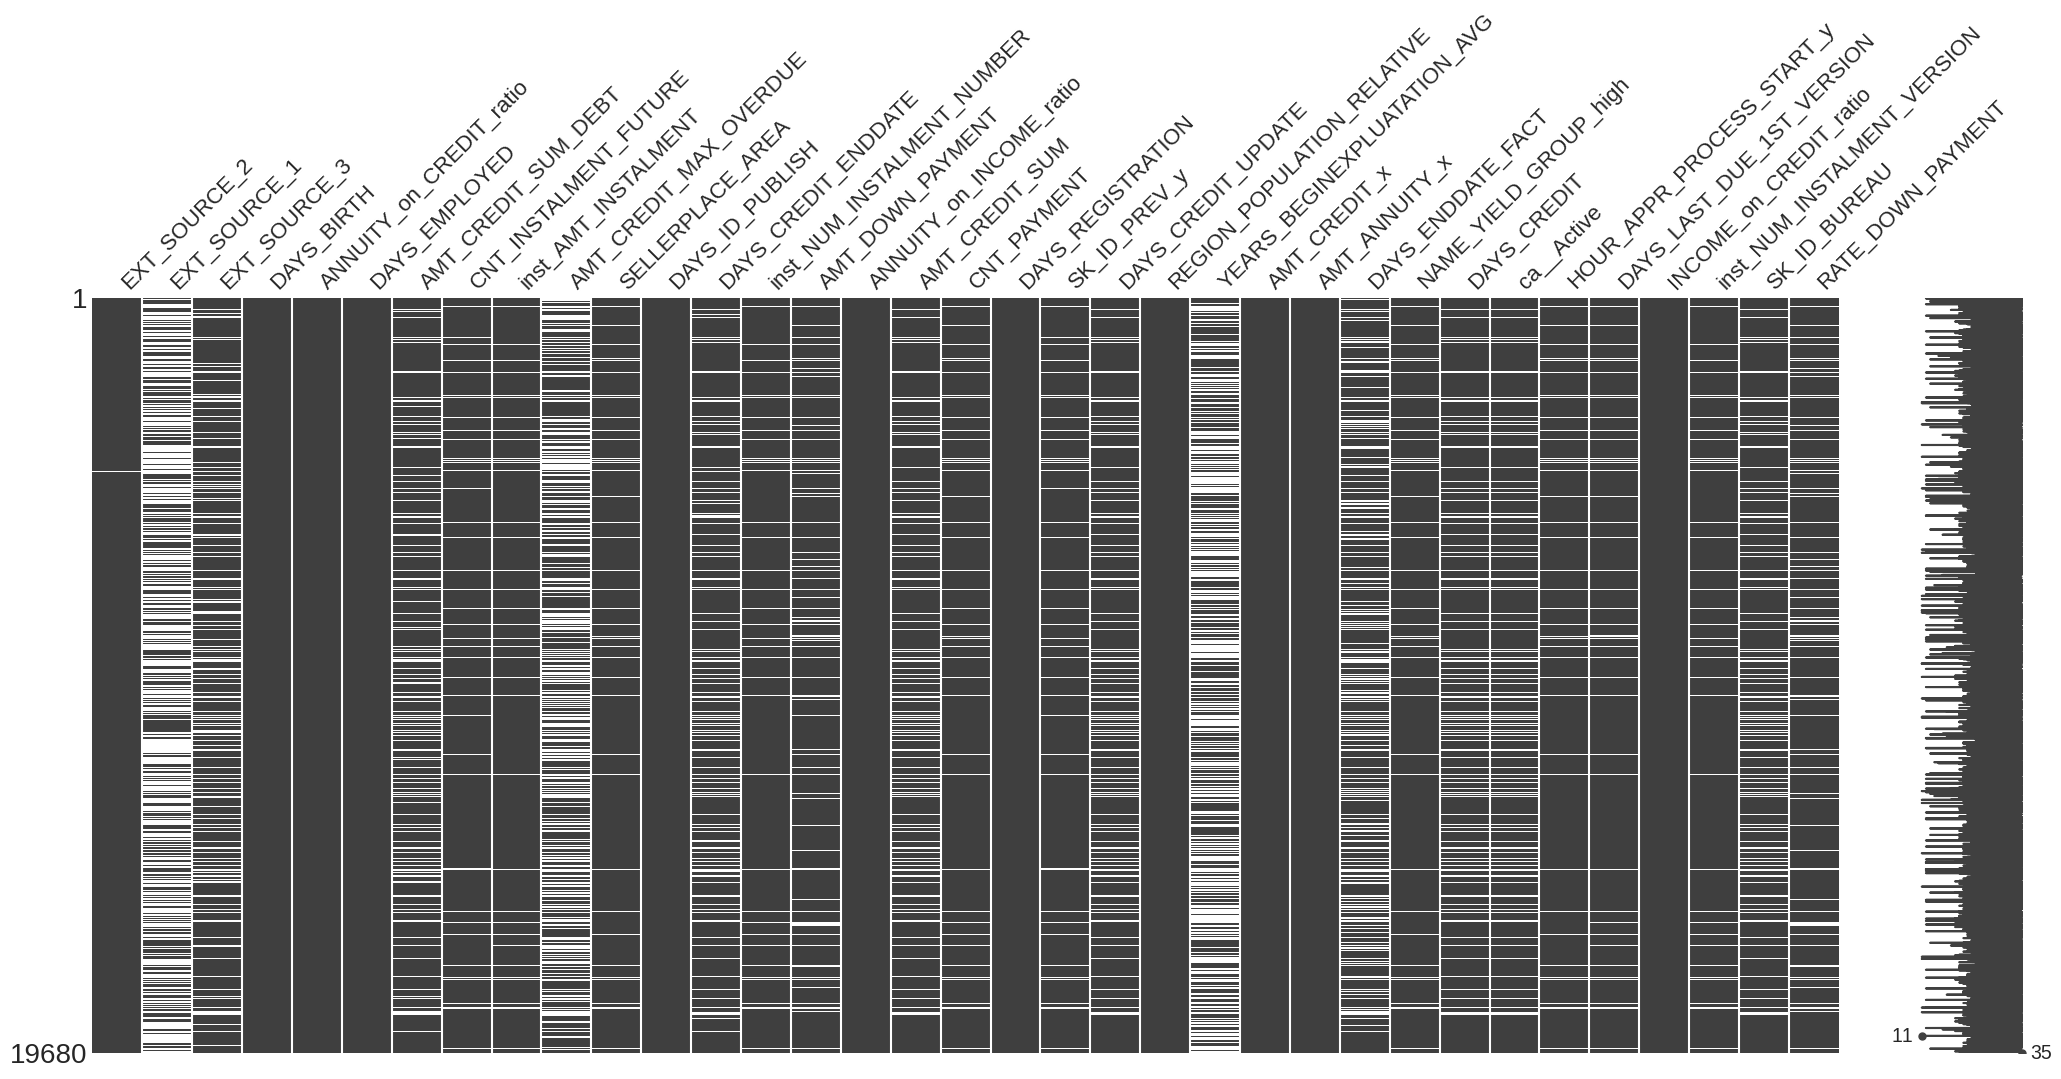 EXT_SOURCE_2
EXT_SOURCE_1
EXT_SOURCE_3
DAYS_BIRTH
ANNUITY_on_CREDIT_ratio
DAYS_EMPLOYED
AMT_CREDIT_SUM_DEBT
CNT_INSTALMENT_FUTURE
inst_AMT_INSTALMENT
AMT_CREDIT_MAX_OVERDUE
SELLERPLACE_AREA
DAYS_ID_PUBLISH
DAYS_CREDIT_ENDDATE
inst_NUM_INSTALMENT_NUMBER
AMT_DOWN_PAYMENT
ANNUITY_on_INCOME_ratio
AMT_CREDIT_SUM
CNT_PAYMENT
DAYS_REGISTRATION
SK_ID_PREV_y
DAYS_CREDIT_UPDATE
REGION_POPULATION_RELATIVE
YEARS_BEGINEXPLUATATION_AVG
AMT_CREDIT_x
AMT_ANNUITY_x
DAYS_ENDDATE_FACT
NAME_YIELD_GROUP_high
DAYS_CREDIT
ca__Active
HOUR_APPR_PROCESS_START_y
DAYS_LAST_DUE_1ST_VERSION
INCOME_on_CREDIT_ratio
inst_NUM_INSTALMENT_VERSION
SK_ID_BUREAU
RATE_DOWN_PAYMENT
1
19680
11
35